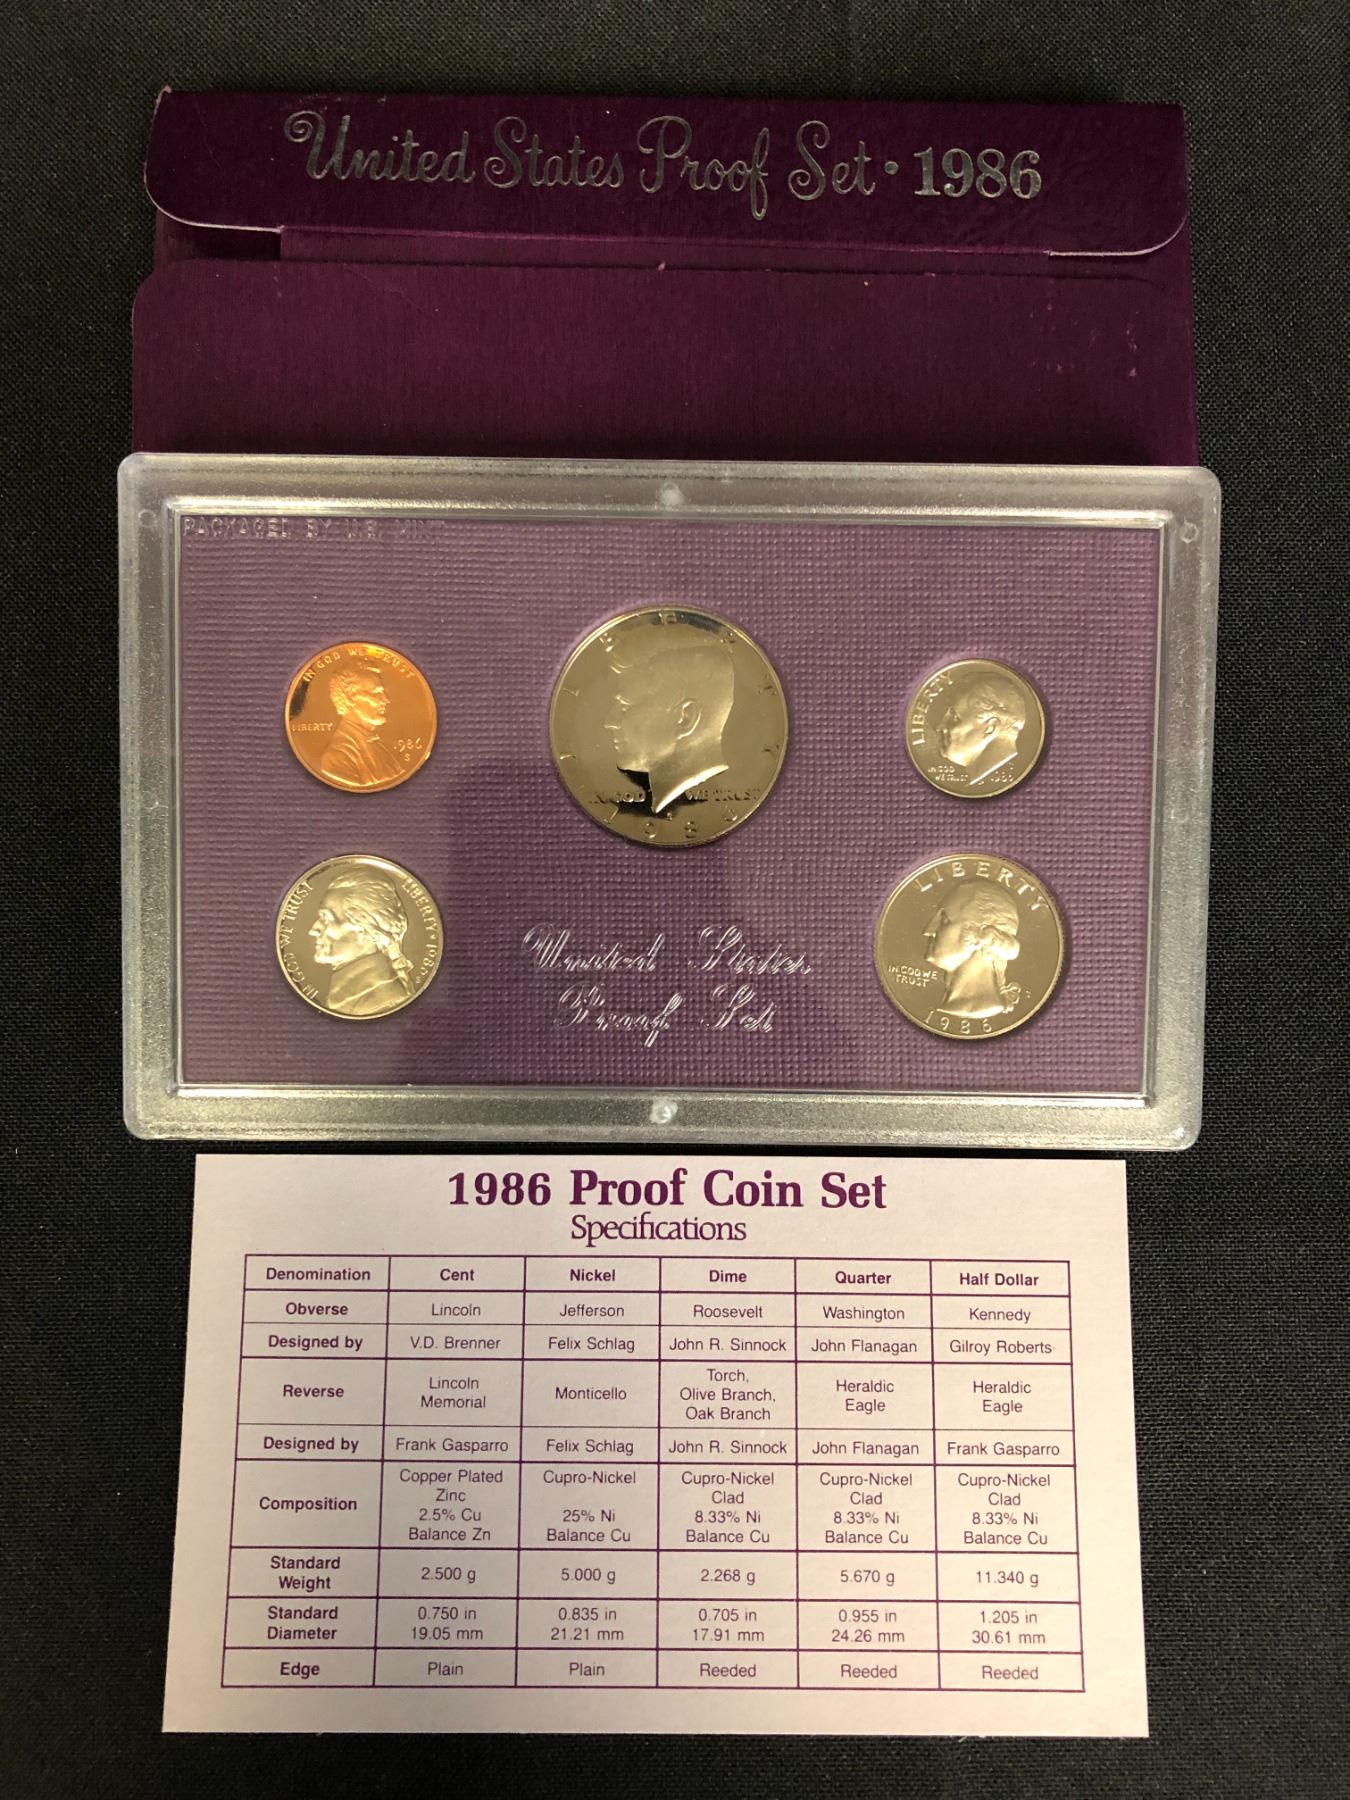 United States Proof Set · 1986
PACKAGED BY U.S. MINT
IN GOD WE TRUST
LIBERTY
1986
S
LIBERTY
IN GOD WE TRUST
1986
LIBERTY
IN GOD
WE TRUST
1986
IN GOD WE TRUST
LIBERTY · 1986
LIBERTY
IN GOD WE
TRUST
1986
United States
Proof Set
1986 Proof Coin Set
Specifications
Denomination Cent Nickel Dime Quarter Half Dollar
Obverse Lincoln Jefferson Roosevelt Washington Kennedy
Designed by V.D. Brenner Felix Schlag John R. Sinnock John Flanagan Gilroy Roberts
Reverse Lincoln Memorial Monticello Torch, Olive Branch, Oak Branch Heraldic Eagle Heraldic Eagle
Designed by Frank Gasparro Felix Schlag John R. Sinnock John Flanagan Frank Gasparro
Composition Copper Plated Zinc 2.5% Cu Balance Zn Cupro-Nickel 25% Ni Balance Cu Cupro-Nickel Clad 8.33% Ni Balance Cu Cupro-Nickel Clad 8.33% Ni Balance Cu Cupro-Nickel Clad 8.33% Ni Balance Cu
Standard Weight 2.500 g 5.000 g 2.268 g 5.670 g 11.340 g
Standard Diameter 0.750 in 19.05 mm 0.835 in 21.21 mm 0.705 in 17.91 mm 0.955 in 24.26 mm 1.205 in 30.61 mm
Edge Plain Plain Reeded Reeded Reeded